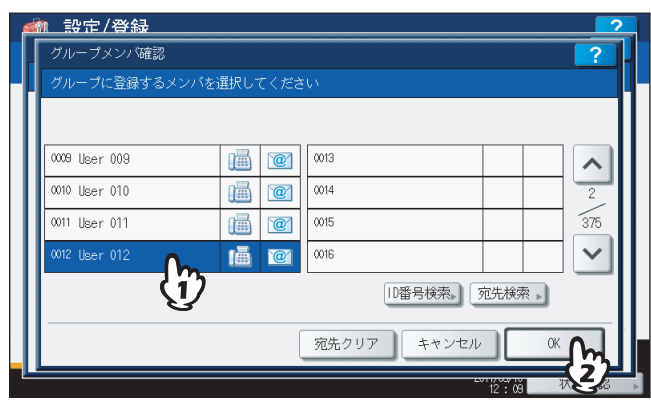 設定/登録 ?
グループメンバ確認 ?
グループに登録するメンバを選択してください
0009 User 009 @ 0013
0010 User 010 @ 0014
0011 User 011 @ 0015
0012 User 012 @ 0016
2
375
ID番号検索 宛先検索
宛先クリア キャンセル OK
1
2
12:09